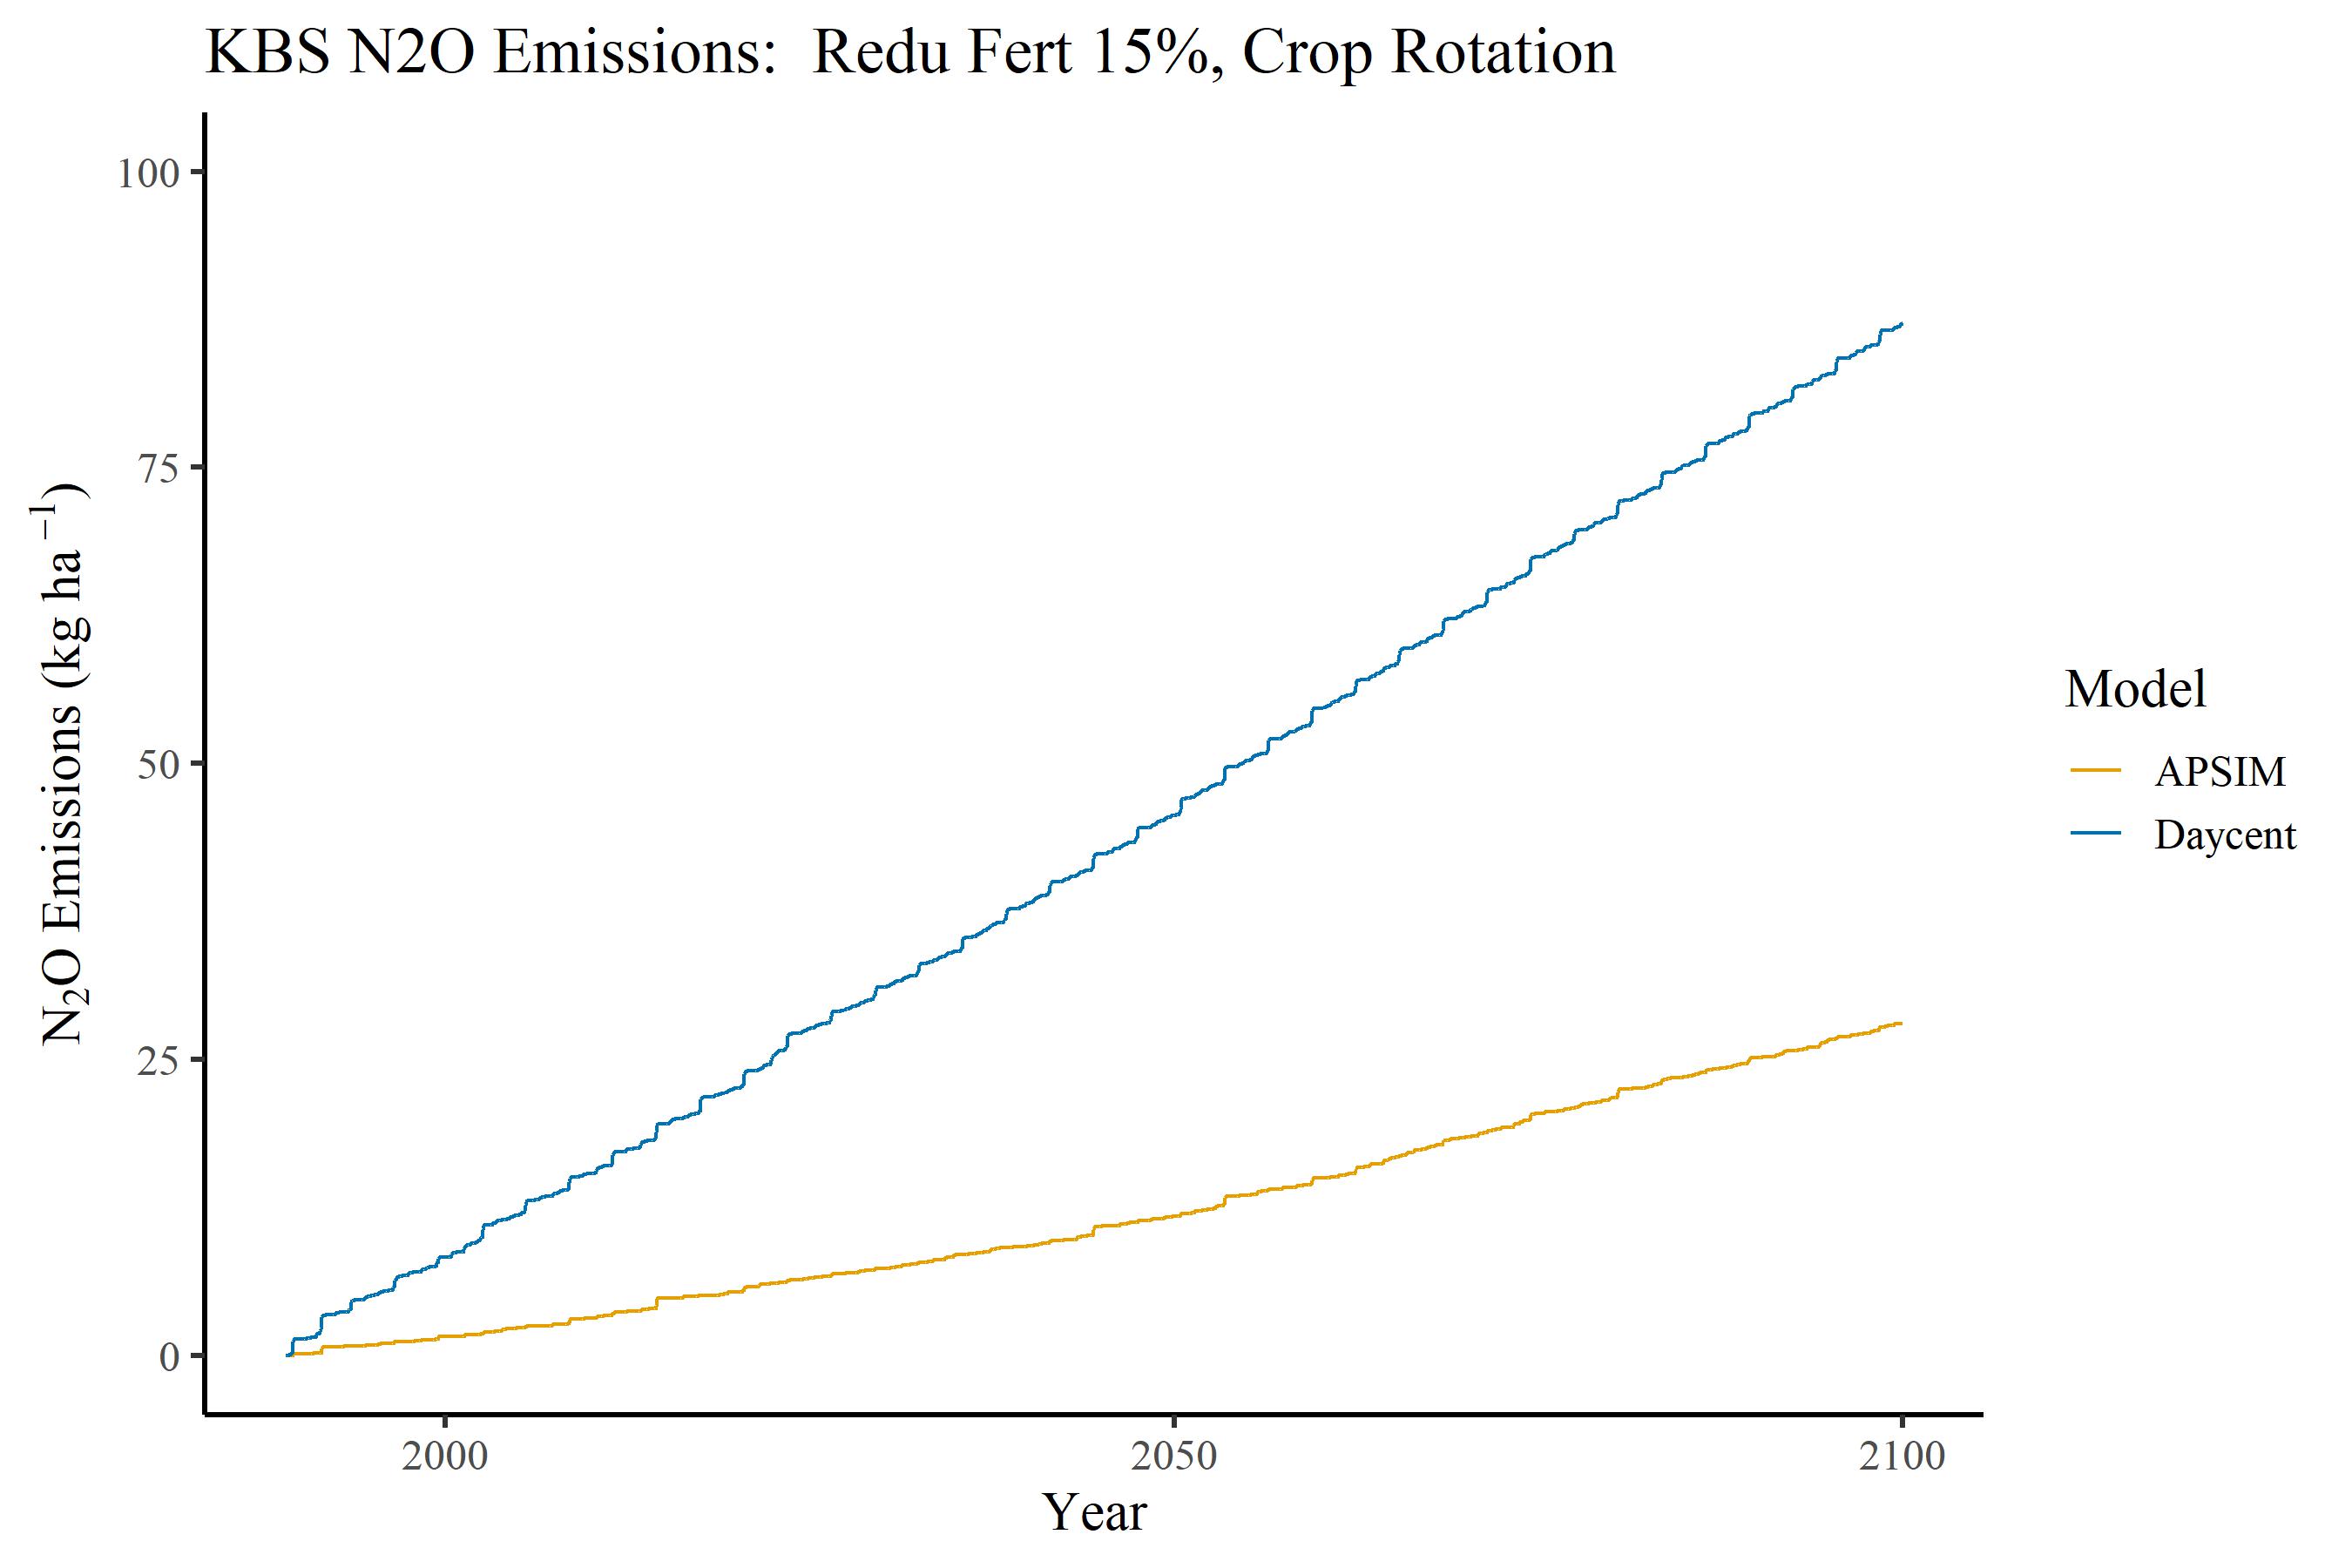 KBS N2O Emissions:  Redu Fert 15%, Crop Rotation
N₂O Emissions (kg ha⁻¹)
100
75
50
25
0
2000
2050
2100
Year
Model
APSIM
Daycent